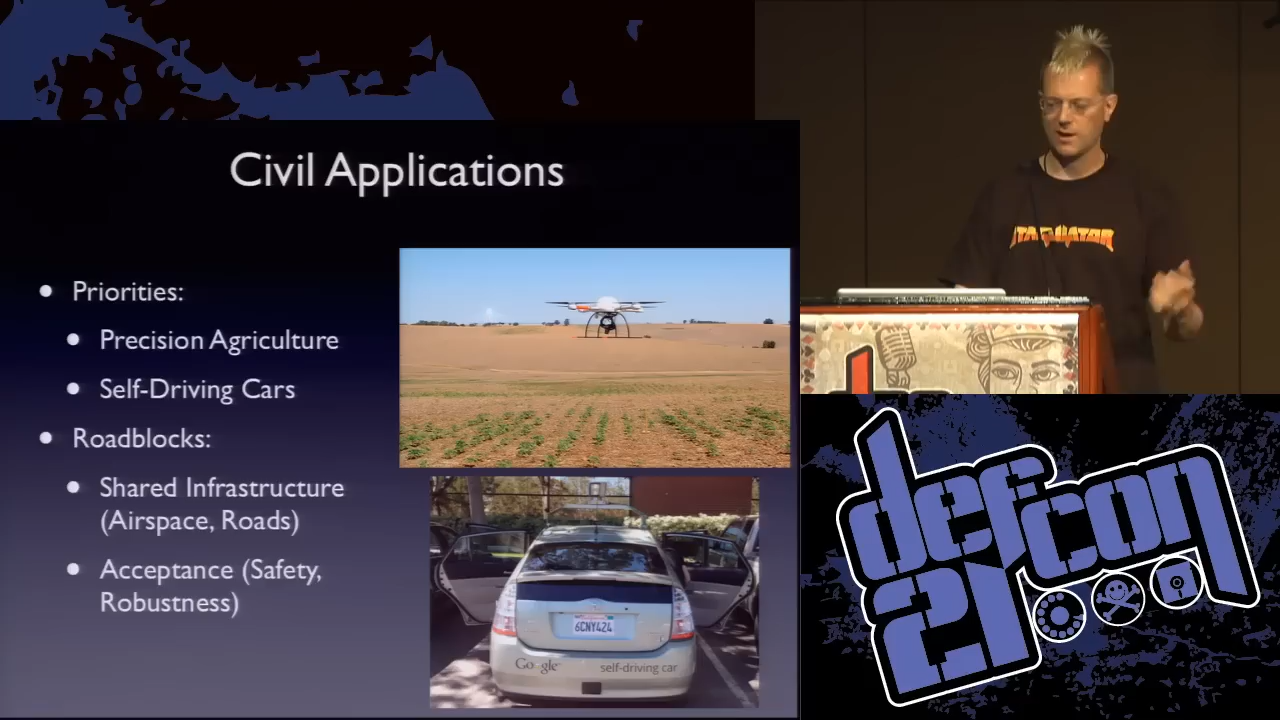 Civil Applications
• Priorities:
• Precision Agriculture
• Self-Driving Cars
• Roadblocks:
• Shared Infrastructure
(Airspace, Roads)
• Acceptance (Safety,
Robustness)
6CNY424
Google self-driving car
defcon
21